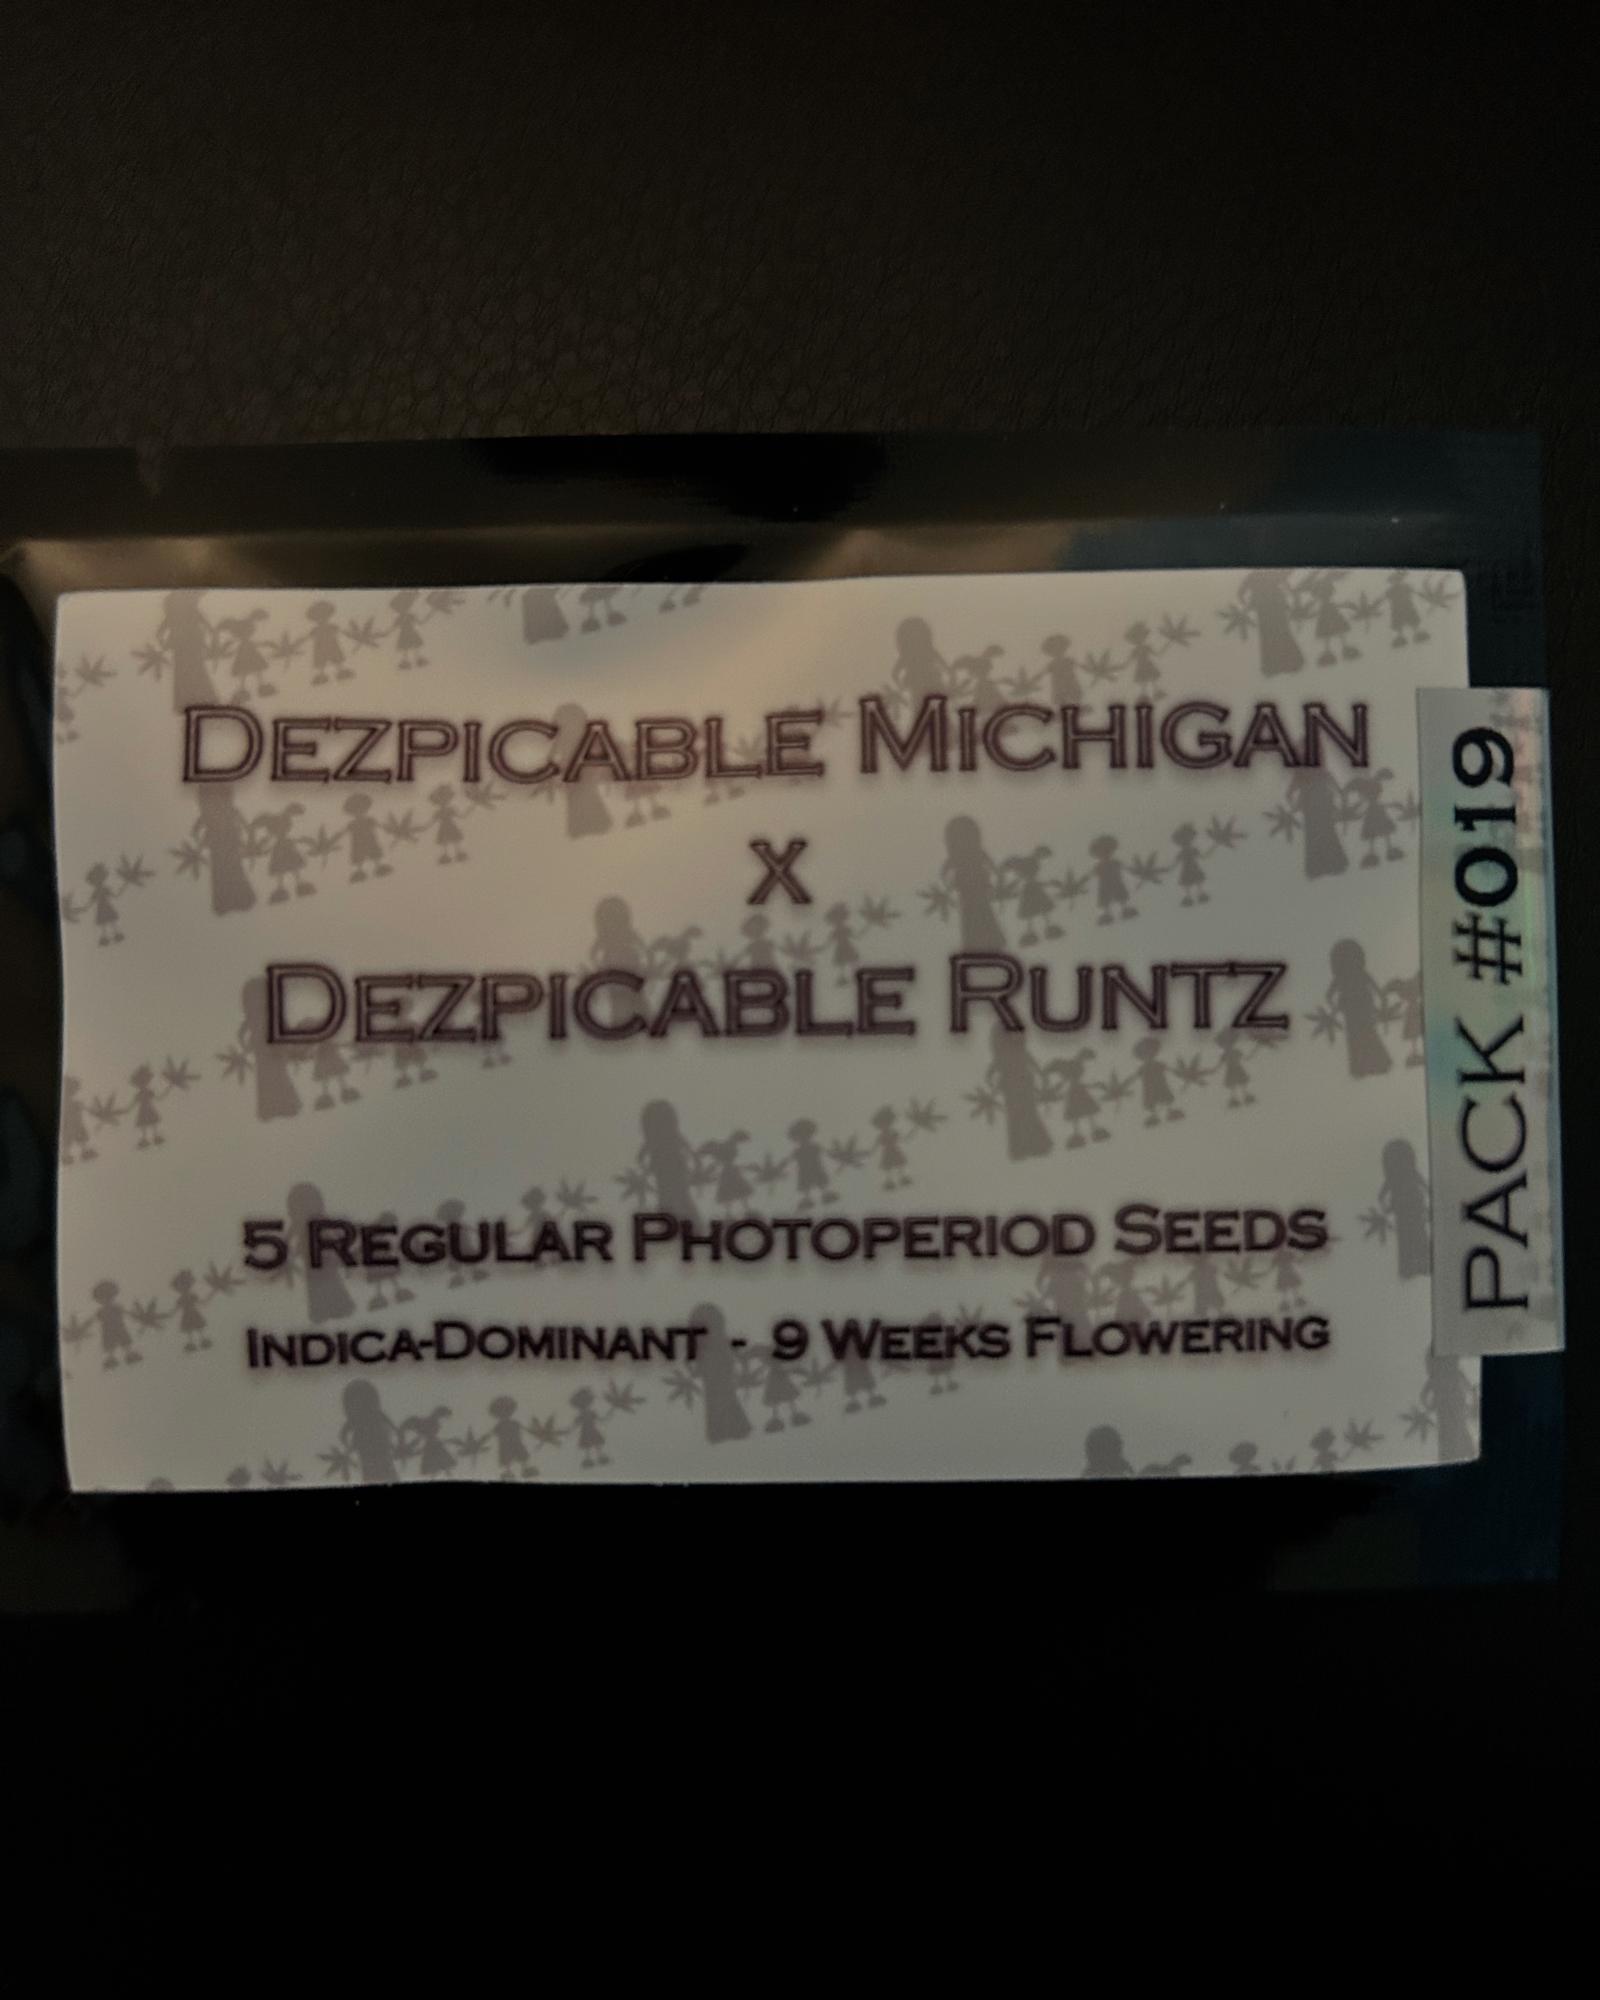 Dezpicable Michigan
x
Dezpicable Runtz
5 Regular Photoperiod Seeds
Indica-Dominant - 9 Weeks Flowering
PACK #019